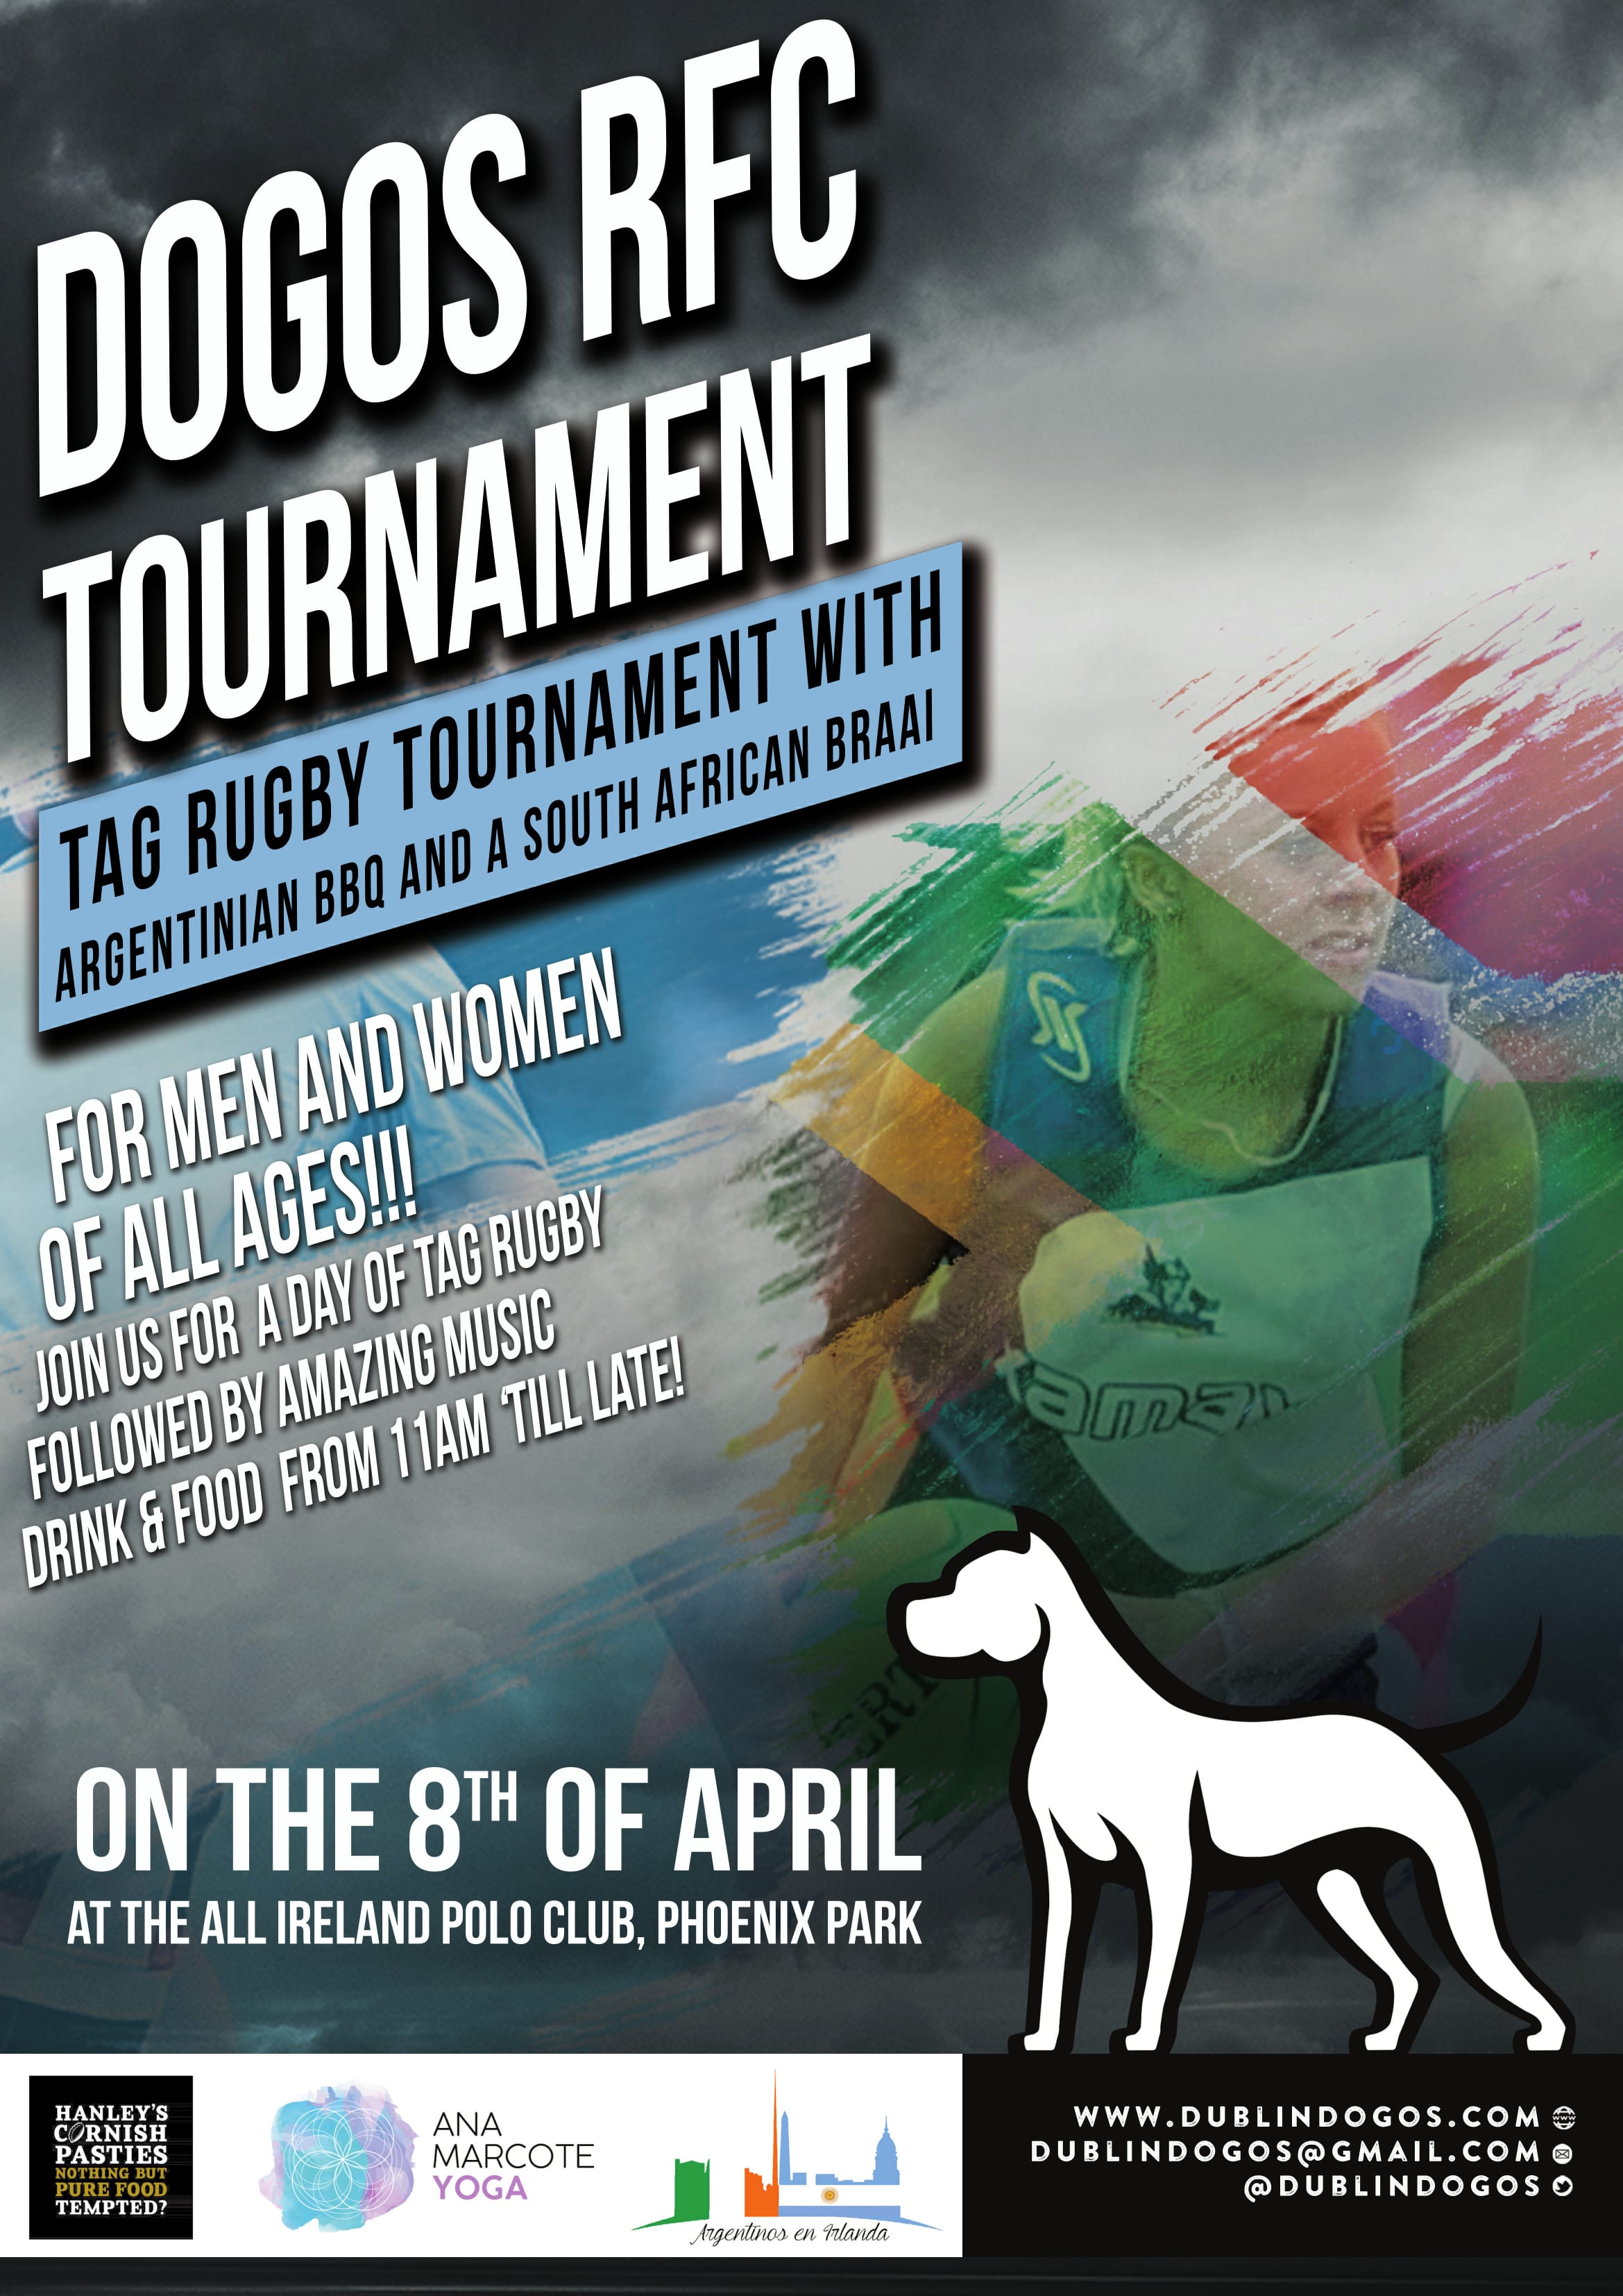 DOGOS RFC
TOURNAMENT
TAG RUGBY TOURNAMENT WITH
ARGENTINIAN BBQ AND A SOUTH AFRICAN BRAAI
FOR MEN AND WOMEN
OF ALL AGES!!!
JOIN US FOR A DAY OF TAG RUGBY
FOLLOWED BY AMAZING MUSIC
DRINK & FOOD FROM 11AM 'TILL LATE!
ON THE 8TH OF APRIL
AT THE ALL IRELAND POLO CLUB, PHOENIX PARK
HANLEY'S
CORNISH
PASTIES
NOTHING BUT
PURE FOOD
TEMPTED?
ANA
MARCOTE
YOGA
Argentinos en Irlanda
WWW.DUBLINDOGOS.COM
DUBLINDOGOS@GMAIL.COM
@DUBLINDOGOS